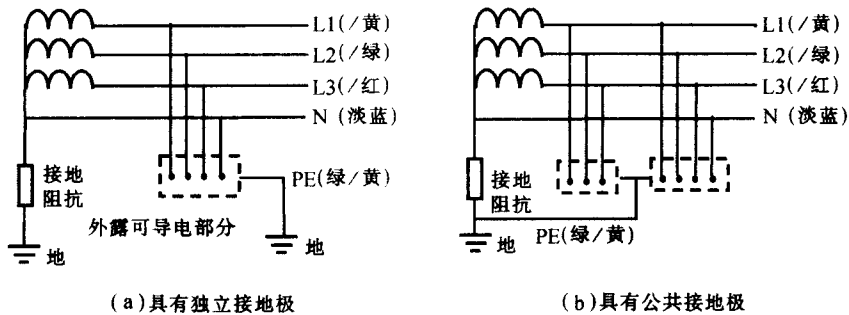 L1(/黄)
L2(/绿)
L3(/红)
N (淡蓝)
接地
阻抗
PE(绿/黄)
外露可导电部分
地
地
(a)具有独立接地极
L1(/黄)
L2(/绿)
L3(/红)
N (淡蓝)
接地
阻抗
地
PE(绿/黄)
(b)具有公共接地极